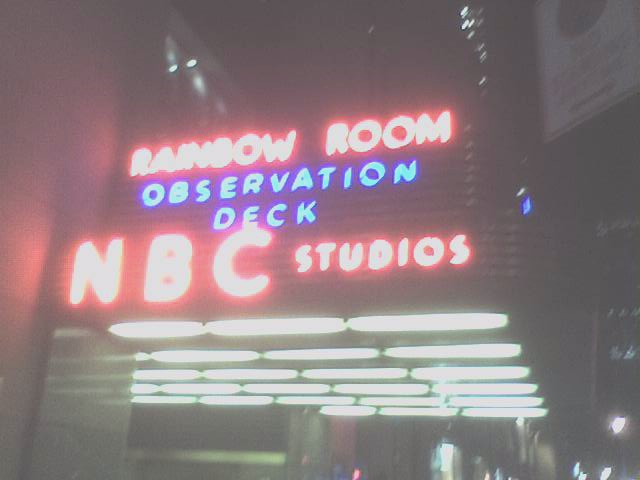 RAINBOW ROOM
OBSERVATION
DECK
NBC STUDIOS